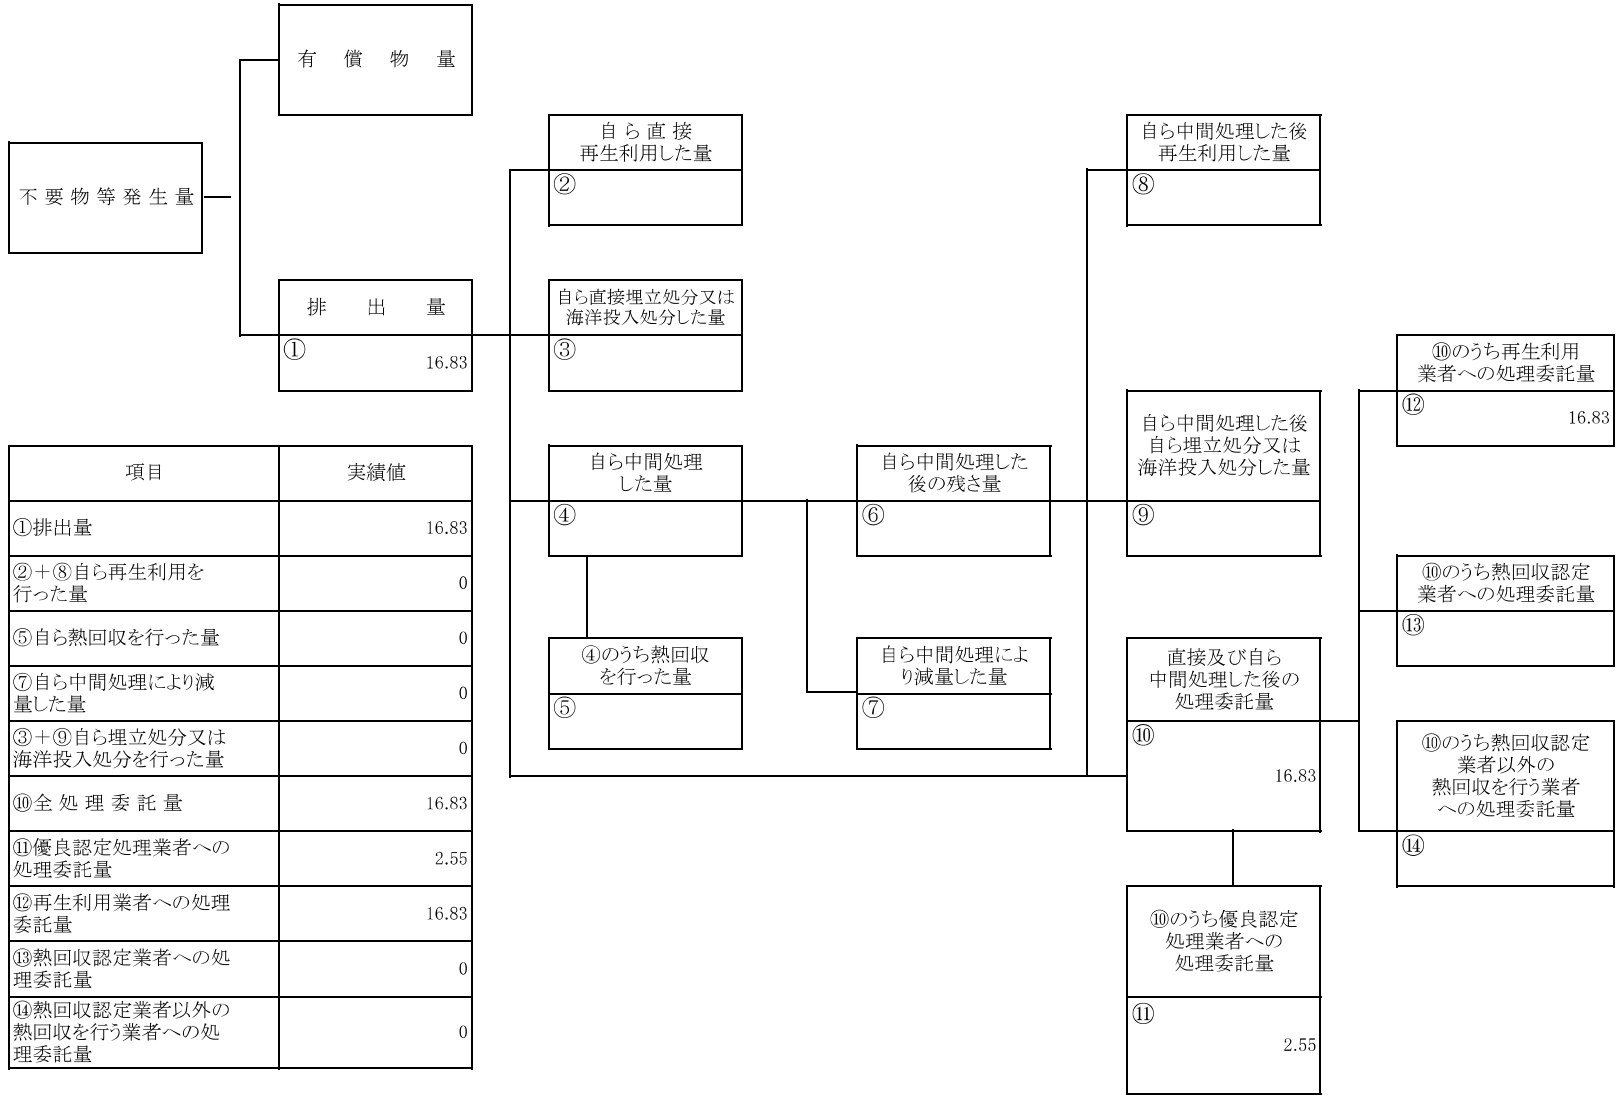 有償物量
不要物等発生量
排出量
①
16.83
自ら直接
再生利用した量
②
自ら直接埋立処分又は
海洋投入処分した量
③
自ら中間処理
した量
④
④のうち熱回収
を行った量
⑤
自ら中間処理した
後の残さ量
⑥
自ら中間処理によ
り減量した量
⑦
自ら中間処理した後
再生利用した量
⑧
自ら中間処理した後
自ら埋立処分又は
海洋投入処分した量
⑨
直接及び自ら
中間処理した後の
処理委託量
⑩
16.83
⑩のうち優良認定
処理業者への
処理委託量
⑪
2.55
⑩のうち再生利用
業者への処理委託量
⑫
16.83
⑩のうち熱回収認定
業者への処理委託量
⑬
⑩のうち熱回収認定
業者以外の
熱回収を行う業者
への処理委託量
⑭
項目 実績値
①排出量 16.83
②＋⑧自ら再生利用を
行った量 0
⑤自ら熱回収を行った量 0
⑦自ら中間処理により減
量した量 0
③＋⑨自ら埋立処分又は
海洋投入処分を行った量 0
⑩全処理委託量 16.83
⑪優良認定処理業者への
処理委託量 2.55
⑫再生利用業者への処理
委託量 16.83
⑬熱回収認定業者への処
理委託量 0
⑭熱回収認定業者以外の
熱回収を行う業者への処
理委託量 0